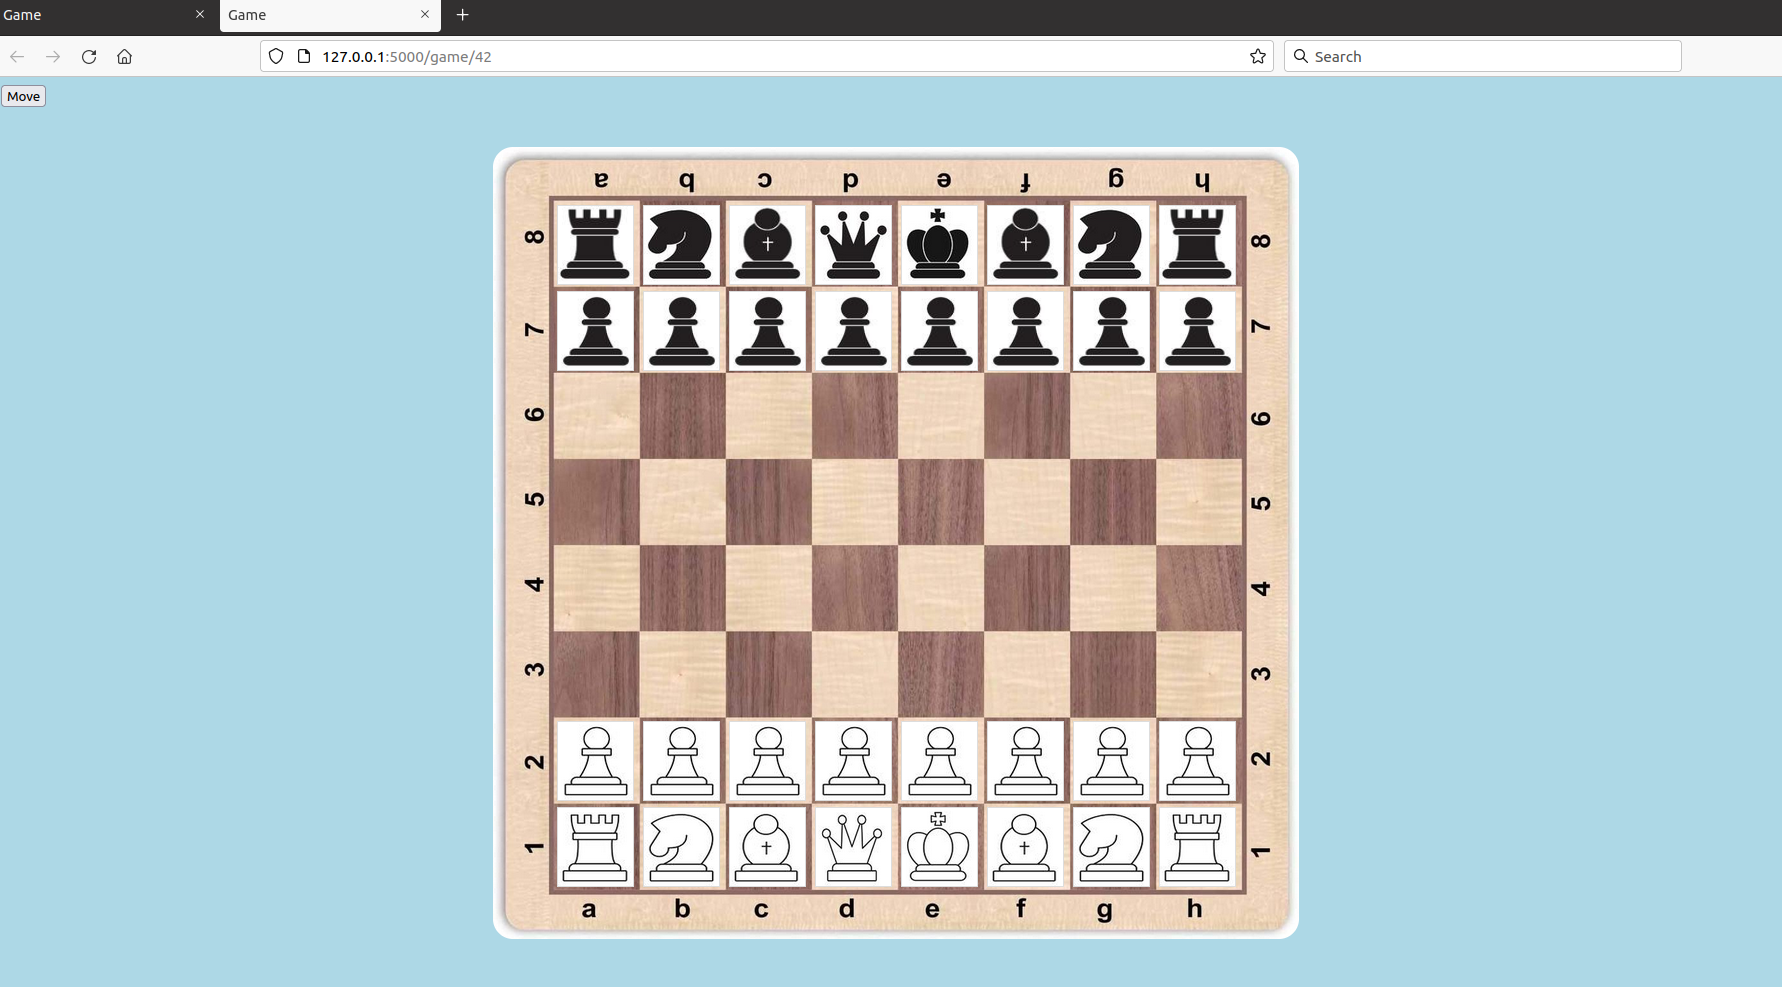 Game
Game
127.0.0.1:5000/game/42
Search
Move
a b c d e f g h
8 8
7 7
6 6
5 5
4 4
3 3
2 2
1 1
a b c d e f g h